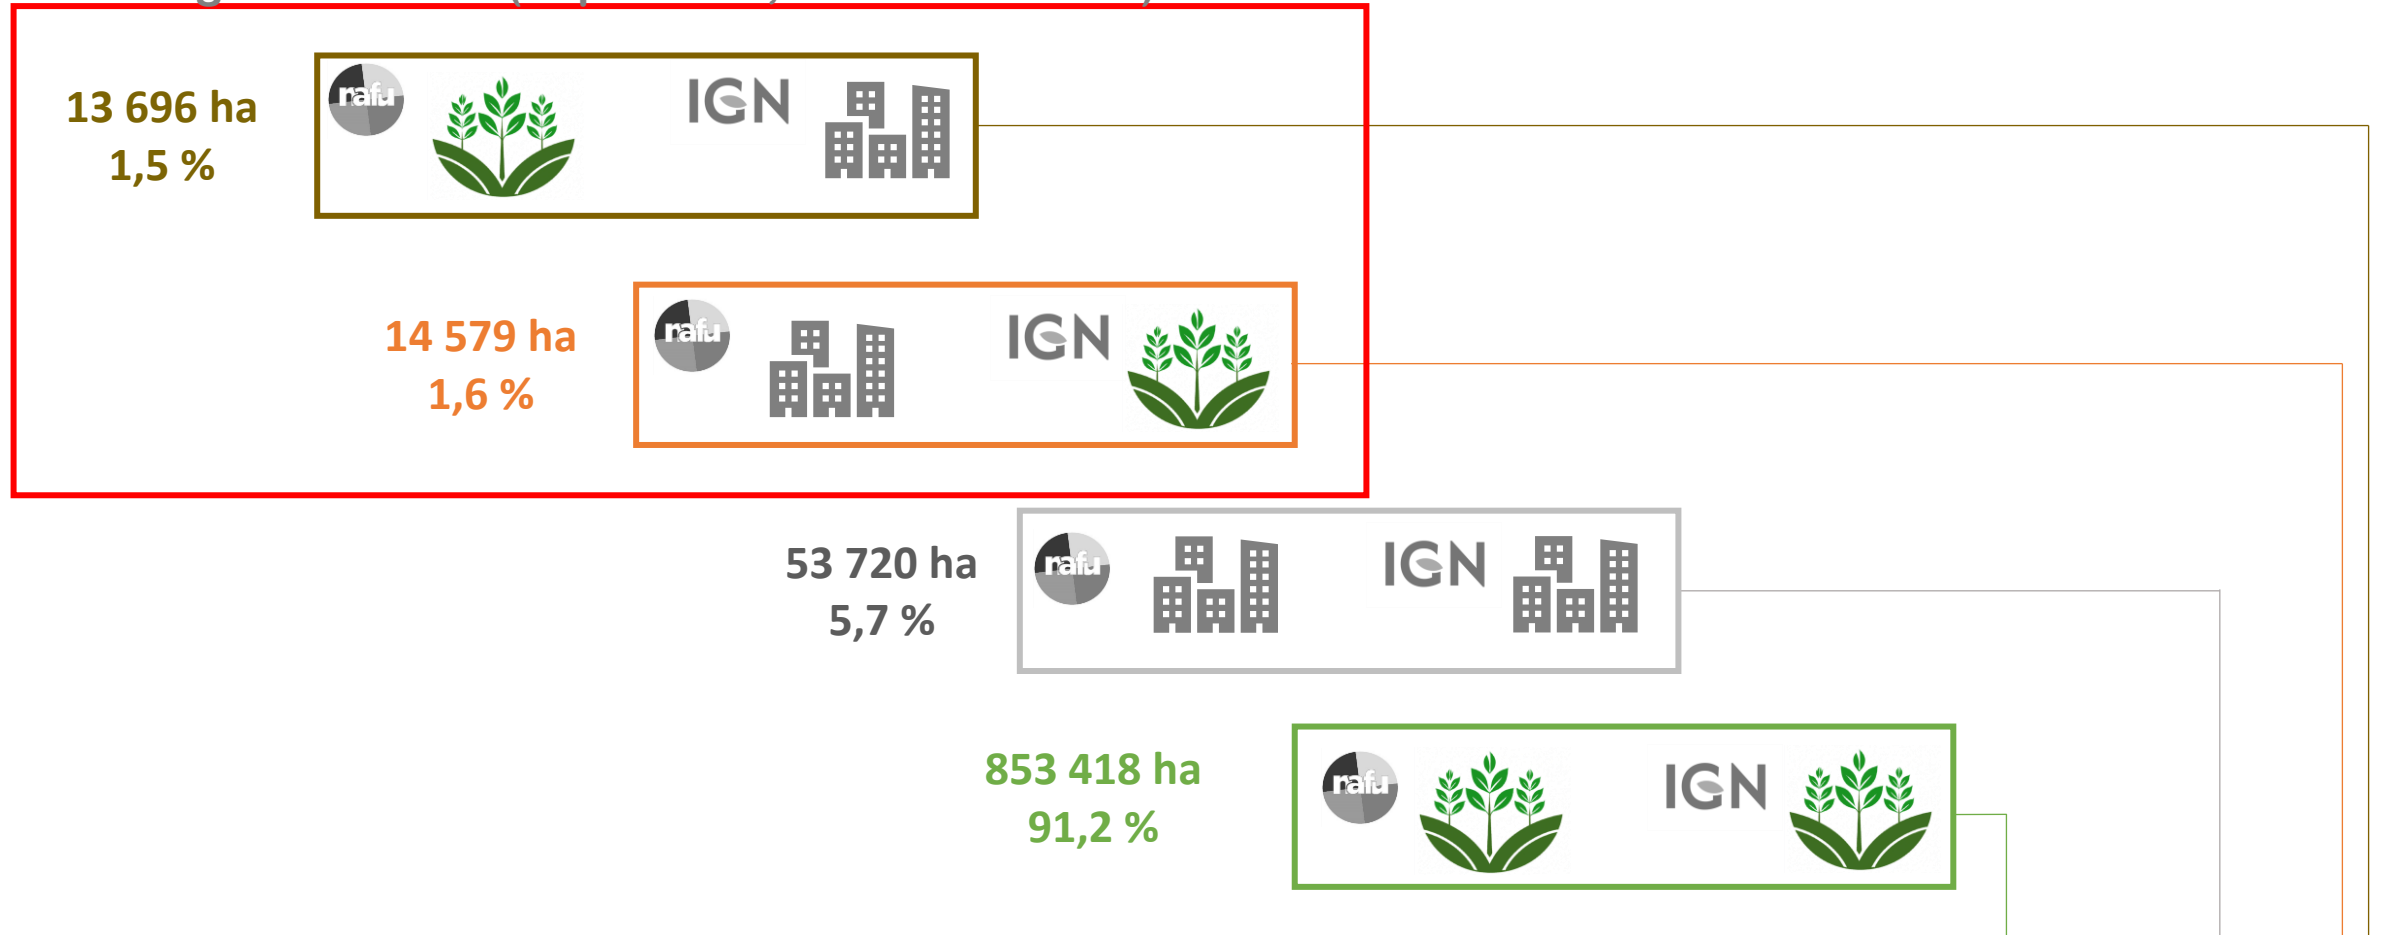 13 696 ha
1,5 %
rafu
IGN
14 579 ha
1,6 %
rafu
IGN
53 720 ha
5,7 %
rafu
IGN
853 418 ha
91,2 %
rafu
IGN